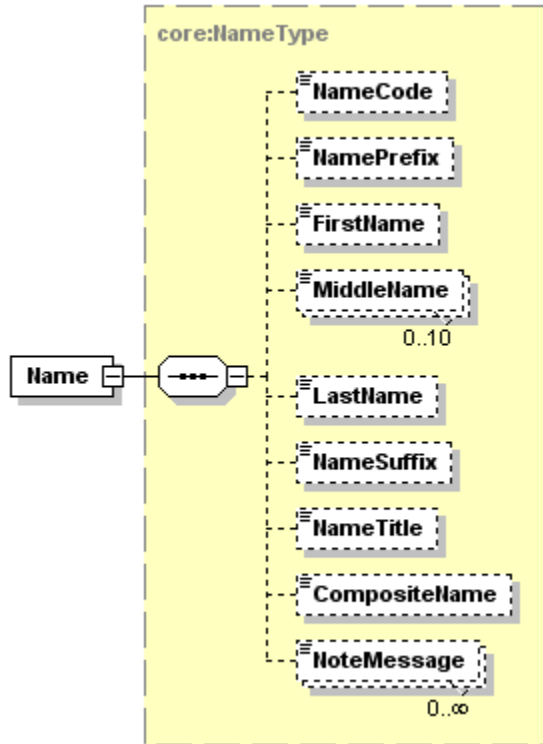 core:NameType
NameCode
NamePrefix
FirstName
MiddleName
0..10
Name
LastName
NameSuffix
NameTitle
CompositeName
NoteMessage
0..∞